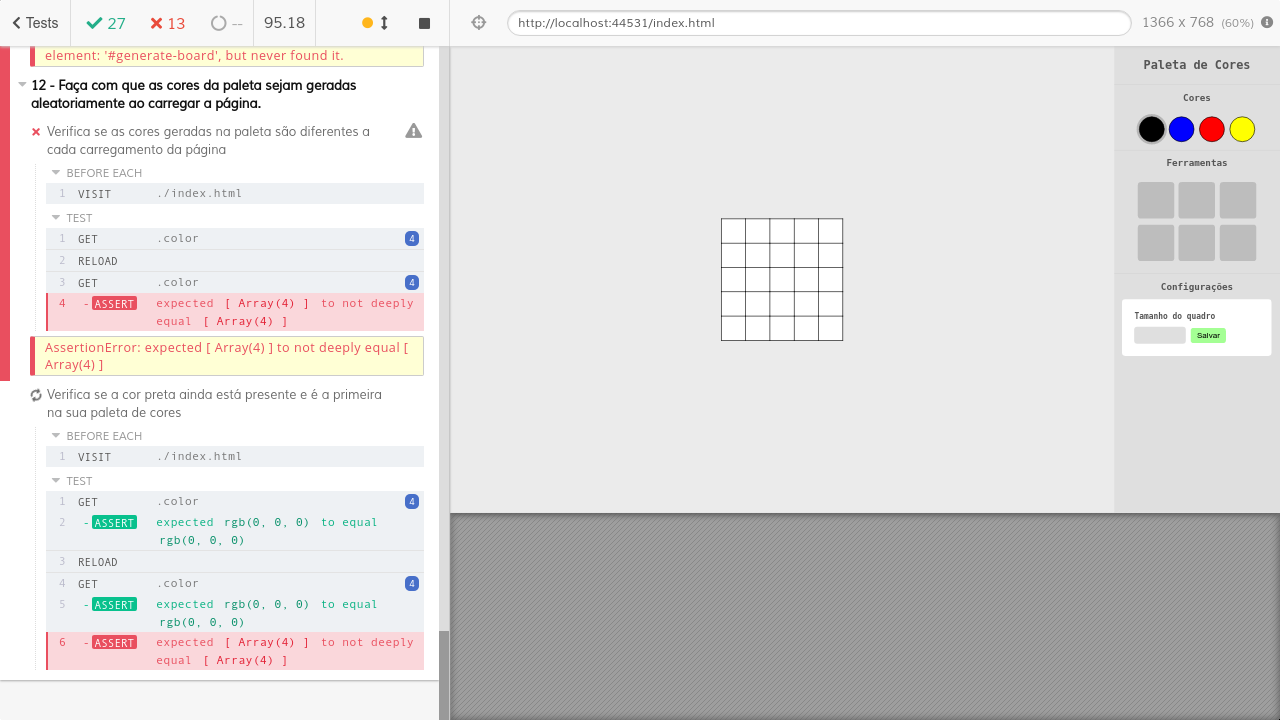 Tests
27
13
--
95.18
http://localhost:44531/index.html
1366 x 768 (60%)
element: '#generate-board', but never found it.
12 - Faça com que as cores da paleta sejam geradas
aleatoriamente ao carregar a página.
Verifica se as cores geradas na paleta são diferentes a
cada carregamento da página
BEFORE EACH
1 VISIT ./index.html
TEST
1 GET .color 4
2 RELOAD
3 GET .color 4
4 - ASSERT expected [ Array(4) ] to not deeply
equal [ Array(4) ]
AssertionError: expected [ Array(4) ] to not deeply equal [
Array(4) ]
Verifica se a cor preta ainda está presente e é a primeira
na sua paleta de cores
BEFORE EACH
1 VISIT ./index.html
TEST
1 GET .color 4
2 - ASSERT expected rgb(0, 0, 0) to equal
rgb(0, 0, 0)
3 RELOAD
4 GET .color 4
5 - ASSERT expected rgb(0, 0, 0) to equal
rgb(0, 0, 0)
6 - ASSERT expected [ Array(4) ] to not deeply
equal [ Array(4) ]
Paleta de Cores
Cores
Ferramentas
Configurações
Tamanho do quadro
Salvar